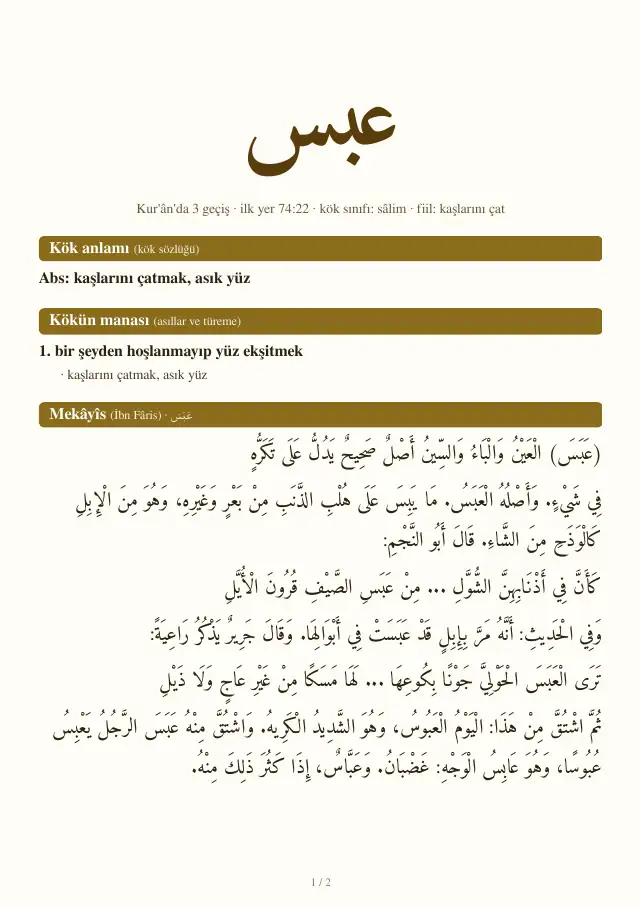 عبس
Kur'ân'da 3 geçiş · ilk yer 74:22 · kök sınıfı: sâlim · fiil: kaşlarını çat
Kök anlamı (kök sözlüğü)
Abs: kaşlarını çatmak, asık yüz
Kökün manası (asıllar ve türeme)
1. bir şeyden hoşlanmayıp yüz ekşitmek
· kaşlarını çatmak, asık yüz
Mekâyîs (İbn Fâris) · عَبَسَ
(عَبَسَ) الْعَيْنُ وَالْبَاءُ وَالسِّينُ أَصْلٌ صَحِيحٌ يَدُلُّ عَلَى تَكَرُّهٍ
فِي شَيْءٍ. وَأَصْلُهُ الْعَبَسُ. مَا يَبِسَ عَلَى هُلْبِ الذَّنَبِ مِنْ بَعْرٍ وَغَيْرِهِ، وَهُوَ مِنَ الْإِبِلِ
كَالْوَذَحِ مِنَ الشَّاءِ. قَالَ أَبُو النَّجْمِ:
كَأَنَّ فِي أَذْنَابِهِنَّ الشُّوَّلِ ... مِنْ عَبَسِ الصَّيْفِ قُرُونَ الْأُيَّلِ
وَفِي الْحَدِيثِ: أَنَّهُ مَرَّ بِإِبِلٍ قَدْ عَبَسَتْ فِي أَبْوَالِهَا. وَقَالَ جَرِيرٌ يَذْكُرُ رَاعِيَةً:
تَرَى الْعَبَسَ الْحَوْلِيَّ جَوْنًا بِكُوعِهَا ... لَهَا مَسَكًا مِنْ غَيْرِ عَاجٍ وَلَا ذَبْلِ
ثُمَّ اشْتُقَّ مِنْ هَذَا: الْيَوْمُ الْعَبُوسُ، وَهُوَ الشَّدِيدُ الْكَرِيهُ. وَاشْتُقَّ مِنْهُ عَبَسَ الرَّجُلُ يَعْبِسُ
عُبُوسًا، وَهُوَ عَابِسُ الْوَجْهِ: غَضْبَانُ. وَعَبَّاسٌ، إِذَا كَثُرَ ذَلِكَ مِنْهُ.
1 / 2